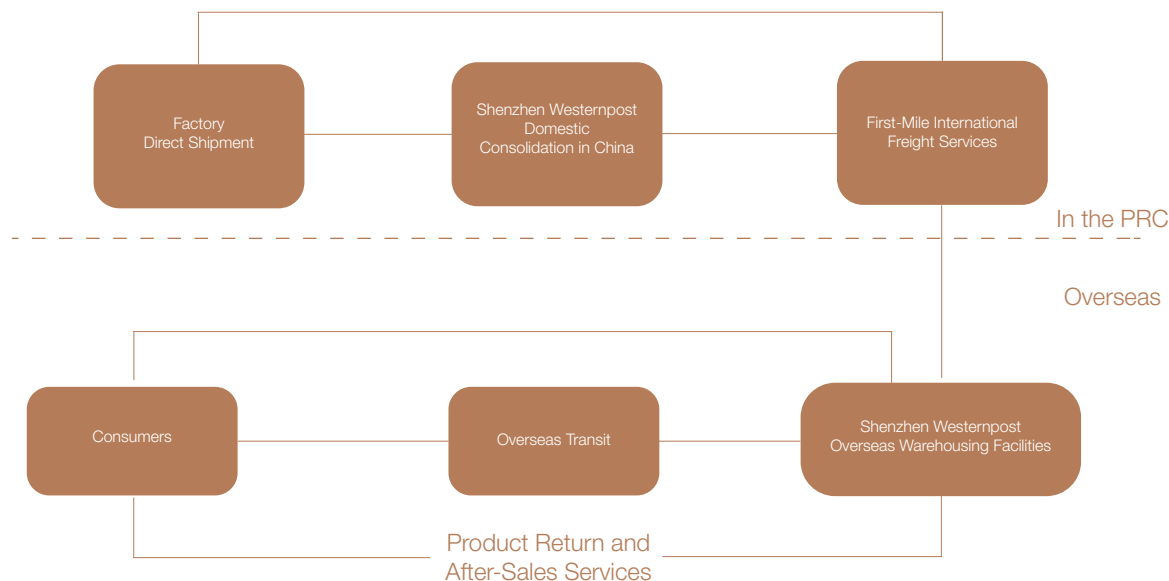 Factory
Direct Shipment
Shenzhen Westernpost
Domestic
Consolidation in China
First-Mile International
Freight Services
In the PRC
Overseas
Consumers
Overseas Transit
Shenzhen Westernpost
Overseas Warehousing Facilities
Product Return and
After-Sales Services